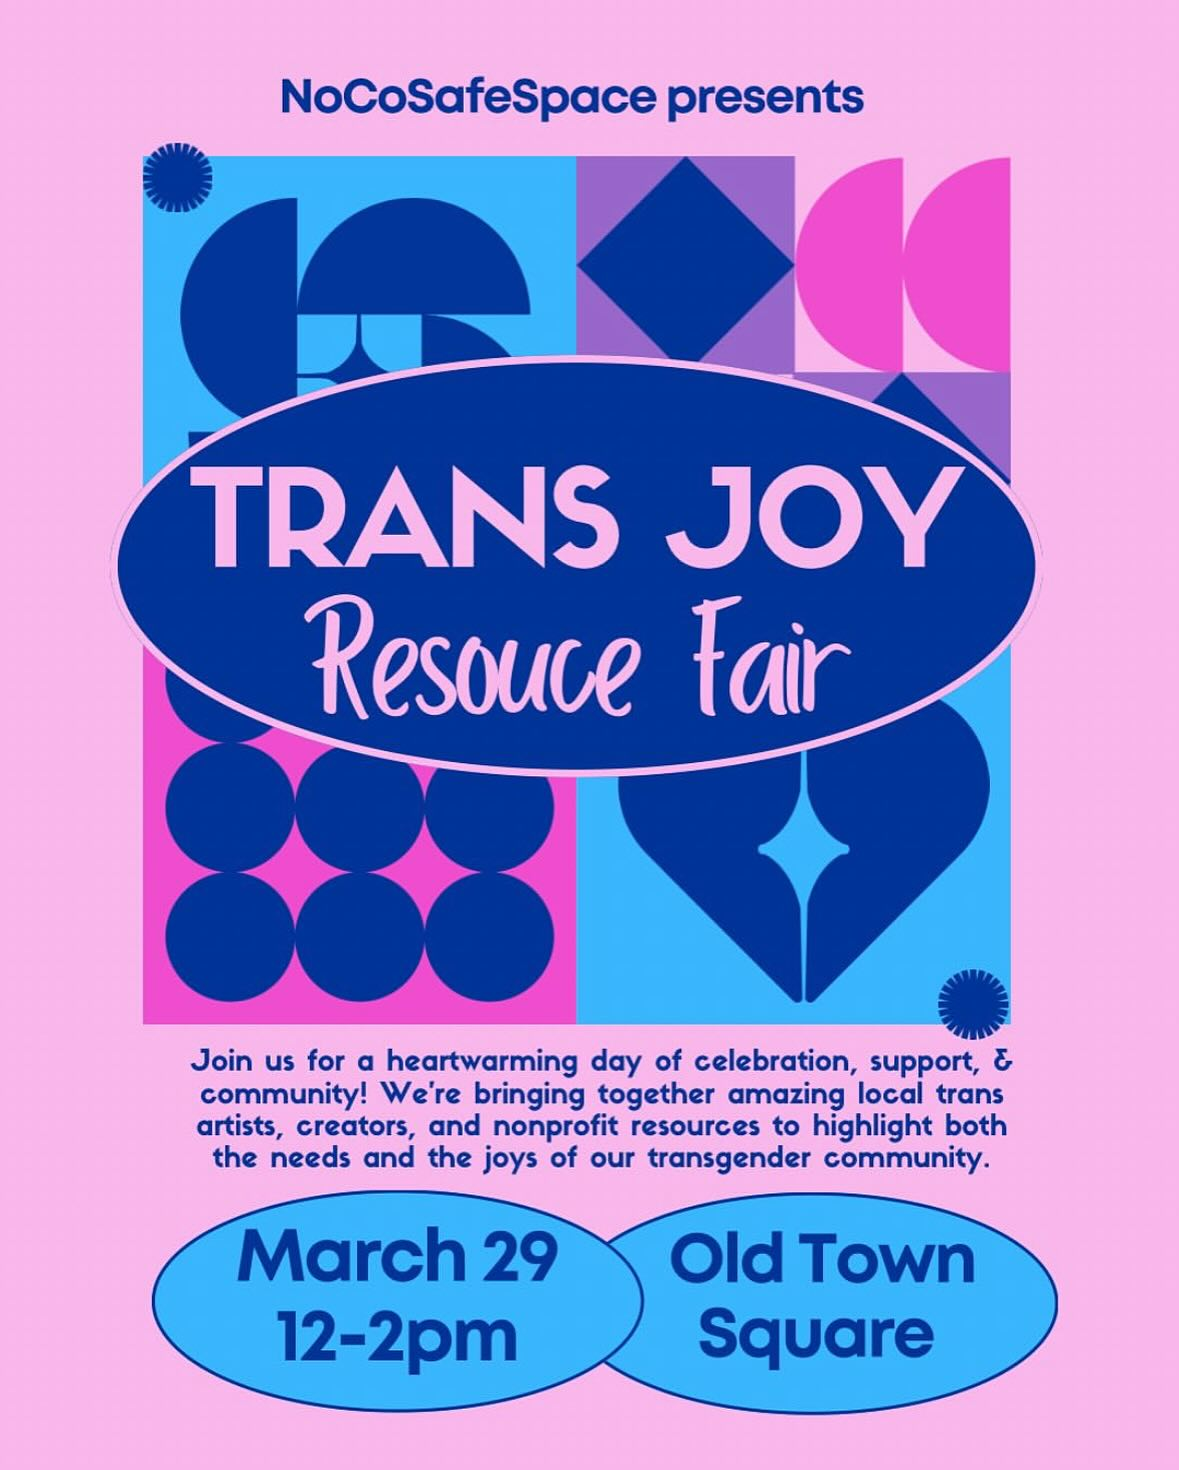 NoCoSafeSpace presents
TRANS JOY
Resouce Fair
Join us for a heartwarming day of celebration, support, &
community! We're bringing together amazing local trans
artists, creators, and nonprofit resources to highlight both
the needs and the joys of our transgender community.
March 29
12-2pm
Old Town
Square